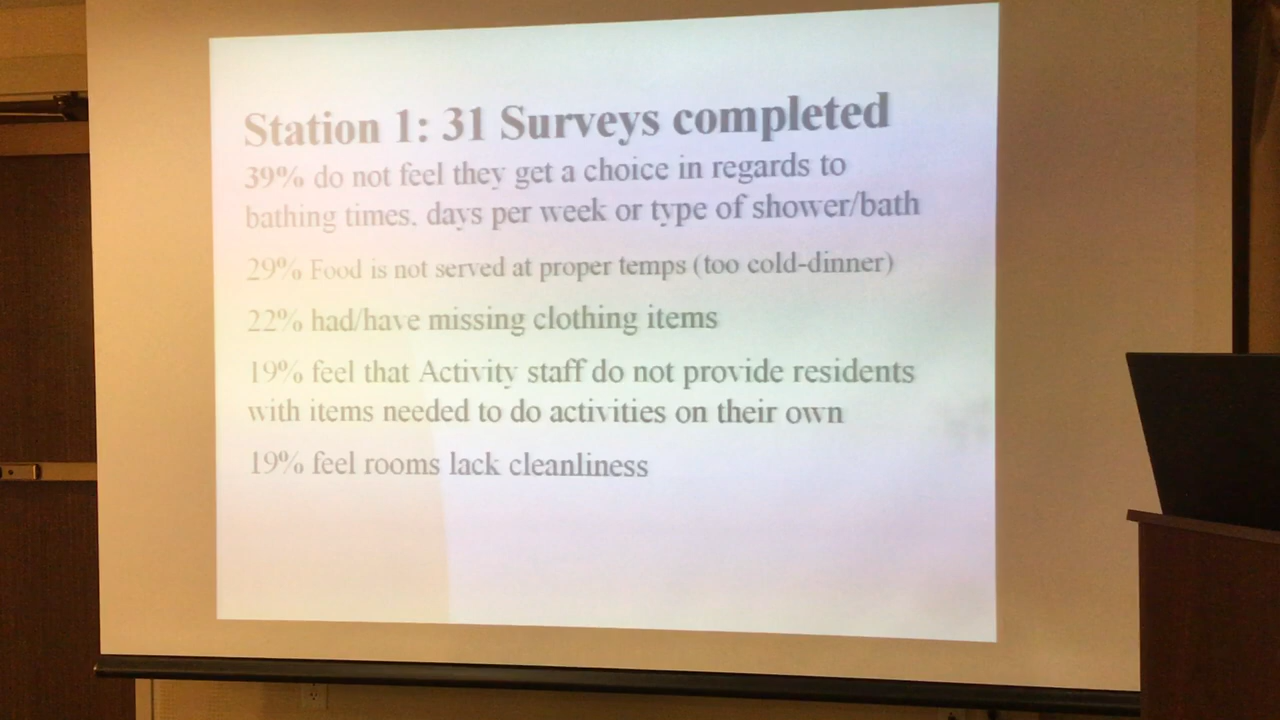 Station 1: 31 Surveys completed
39% do not feel they get a choice in regards to
bathing times, days per week or type of shower/bath
29% Food is not served at proper temps (too cold-dinner)
22% had/have missing clothing items
19% feel that Activity staff do not provide residents
with items needed to do activities on their own
19% feel rooms lack cleanliness